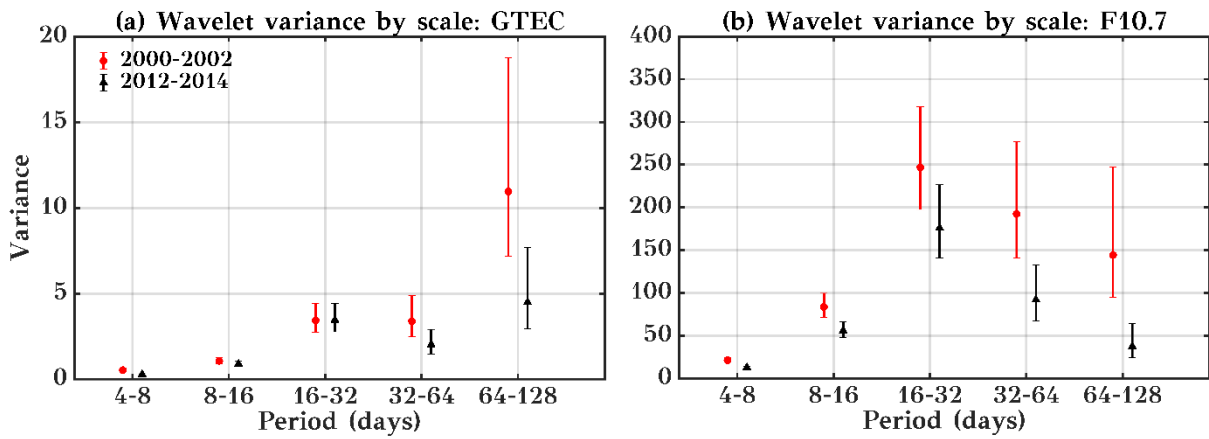 (a) Wavelet variance by scale: GTEC
20
15
10
5
0
Variance
2000-2002
2012-2014
4-8 8-16 16-32 32-64 64-128
Period (days)
(b) Wavelet variance by scale: F10.7
400
350
300
250
200
150
100
50
0
4-8 8-16 16-32 32-64 64-128
Period (days)